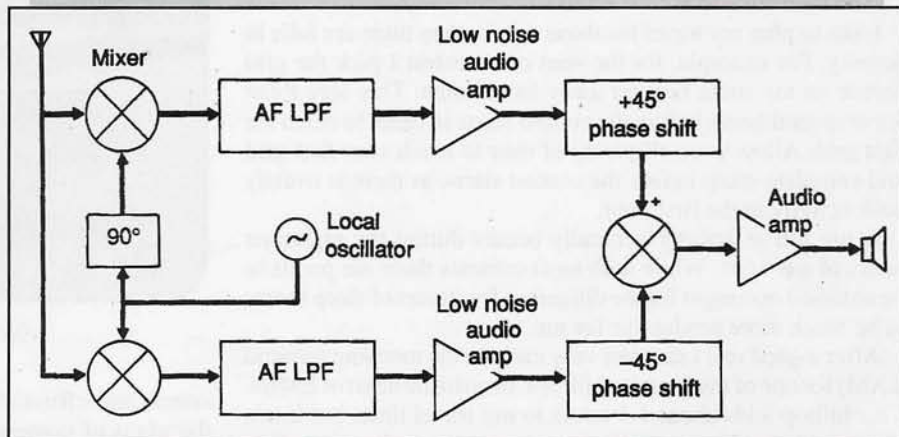 Mixer
AF LPF
Low noise
audio
amp
+45°
phase shift
+
Audio
amp
90°
~
Local
oscillator
−
AF LPF
Low noise
audio
amp
−45°
phase shift